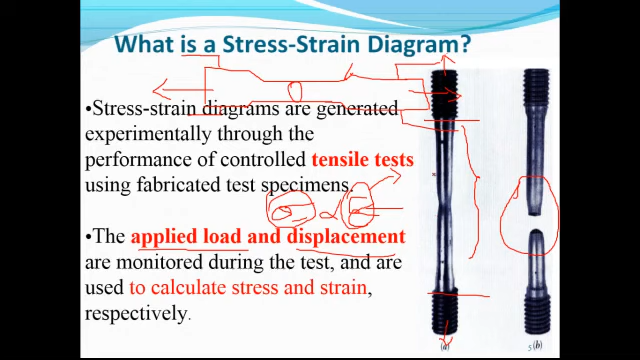 What is a Stress-Strain Diagram?
•Stress-strain diagrams are generated
experimentally through the
performance of controlled tensile tests
using fabricated test specimens.
σ ∝ ε
•The applied load and displacement
are monitored during the test, and are
used to calculate stress and strain,
respectively.
(a)
5(b)